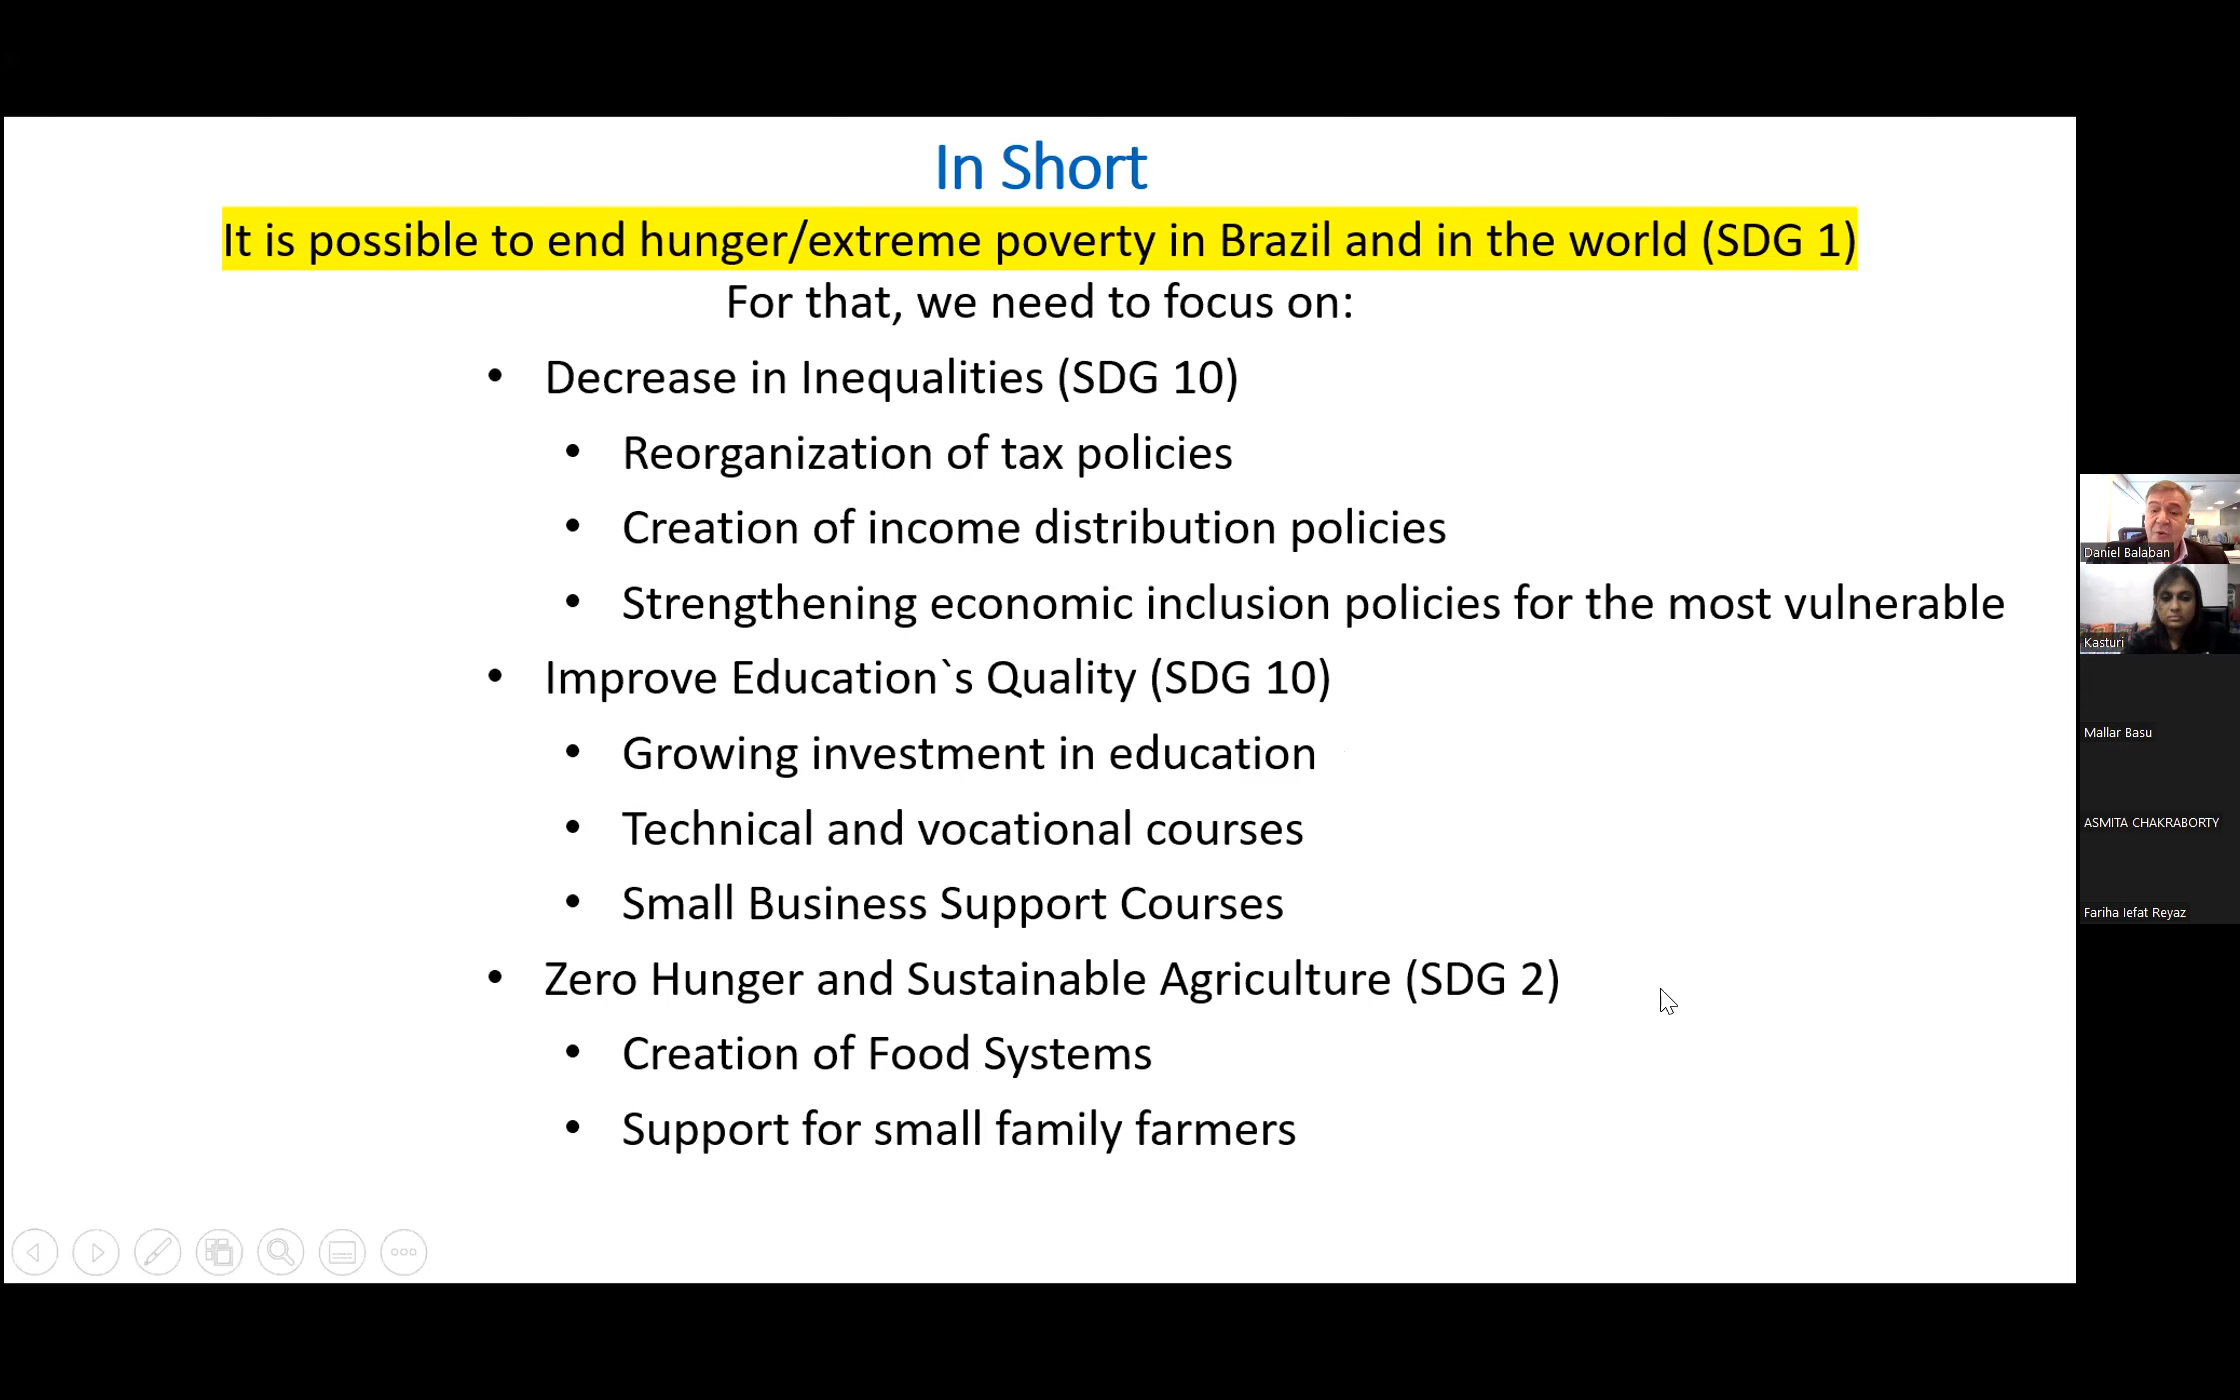 In Short
It is possible to end hunger/extreme poverty in Brazil and in the world (SDG 1)
For that, we need to focus on:
• Decrease in Inequalities (SDG 10)
• Reorganization of tax policies
• Creation of income distribution policies
• Strengthening economic inclusion policies for the most vulnerable
• Improve Education`s Quality (SDG 10)
• Growing investment in education
• Technical and vocational courses
• Small Business Support Courses
• Zero Hunger and Sustainable Agriculture (SDG 2)
• Creation of Food Systems
• Support for small family farmers
Daniel Balaban
Kasturi
Mallar Basu
ASMITA CHAKRABORTY
Fariha Iefat Reyaz